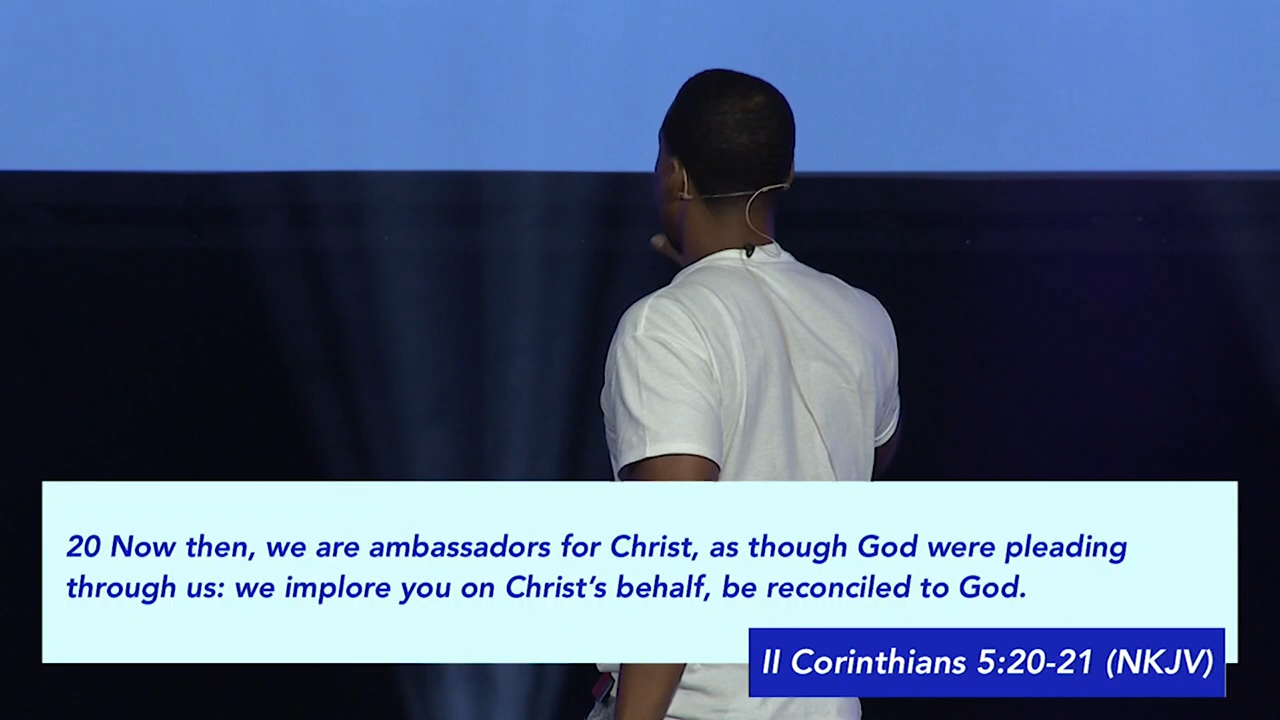 20 Now then, we are ambassadors for Christ, as though God were pleading
through us: we implore you on Christ’s behalf, be reconciled to God.
II Corinthians 5:20-21 (NKJV)